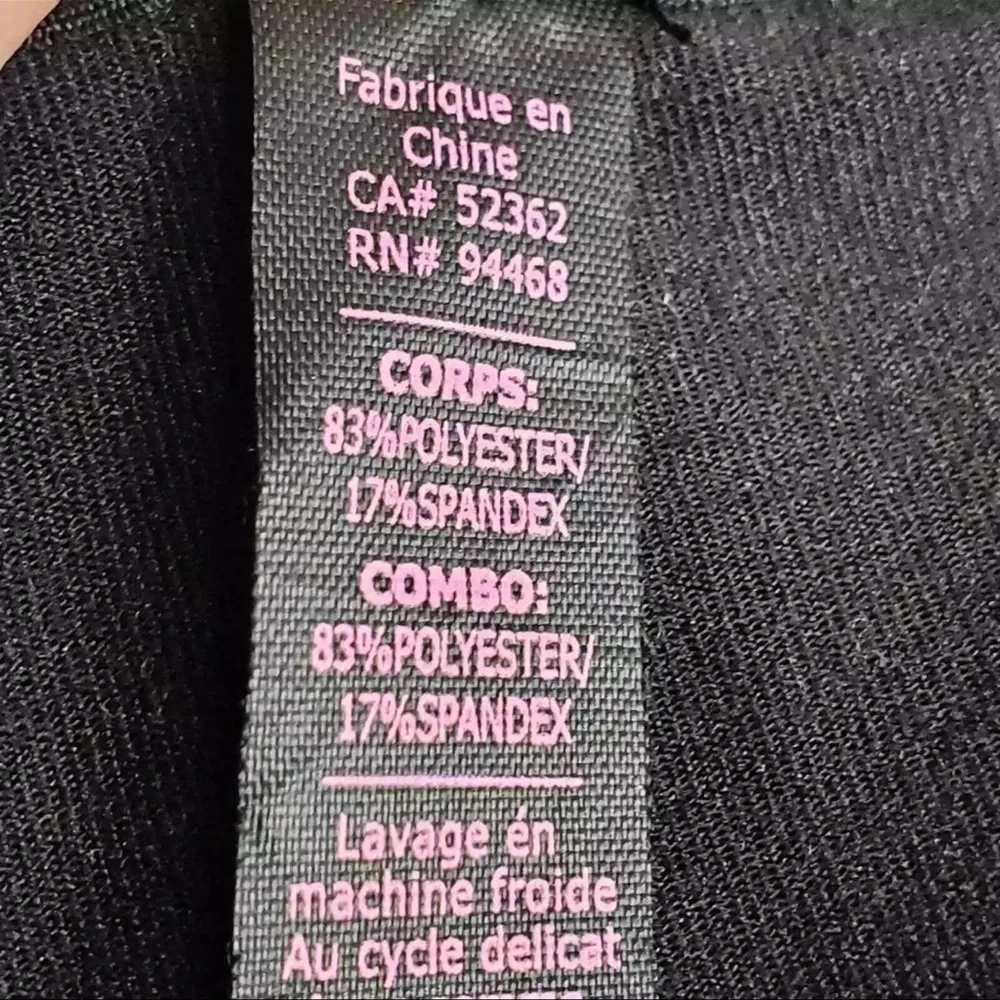 Fabrique en
Chine
CA# 52362
RN# 94468
CORPS:
83%POLYESTER/
17%SPANDEX
COMBO:
83%POLYESTER/
17%SPANDEX
Lavage én
machine froide
Au cycle delicat